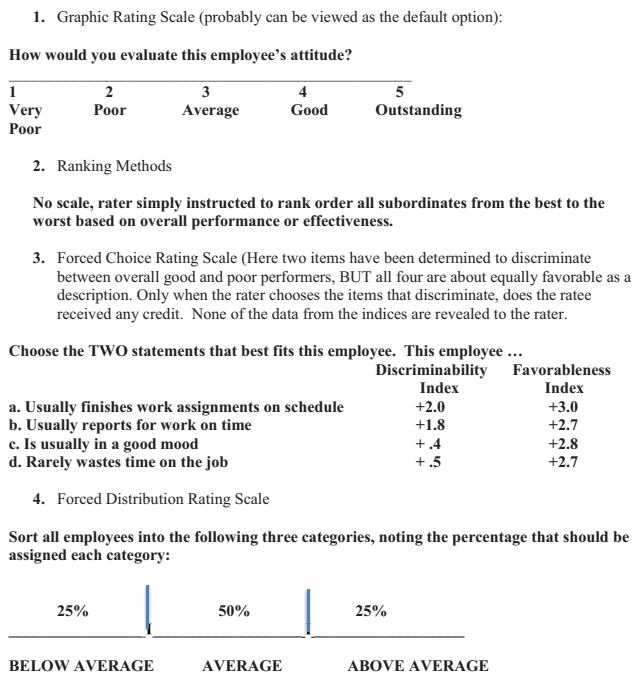 1. Graphic Rating Scale (probably can be viewed as the default option):
How would you evaluate this employee's attitude?
1 2 3 4 5
Very Poor Average Good Outstanding
Poor
2. Ranking Methods
No scale, rater simply instructed to rank order all subordinates from the best to the
worst based on overall performance or effectiveness.
3. Forced Choice Rating Scale (Here two items have been determined to discriminate
between overall good and poor performers, BUT all four are about equally favorable as a
description. Only when the rater chooses the items that discriminate, does the ratee
received any credit. None of the data from the indices are revealed to the rater.
Choose the TWO statements that best fits this employee. This employee …
Discriminability Favorableness
Index Index
a. Usually finishes work assignments on schedule +2.0 +3.0
b. Usually reports for work on time +1.8 +2.7
c. Is usually in a good mood + .4 +2.8
d. Rarely wastes time on the job + .5 +2.7
4. Forced Distribution Rating Scale
Sort all employees into the following three categories, noting the percentage that should be
assigned each category:
25% 50% 25%
BELOW AVERAGE AVERAGE ABOVE AVERAGE